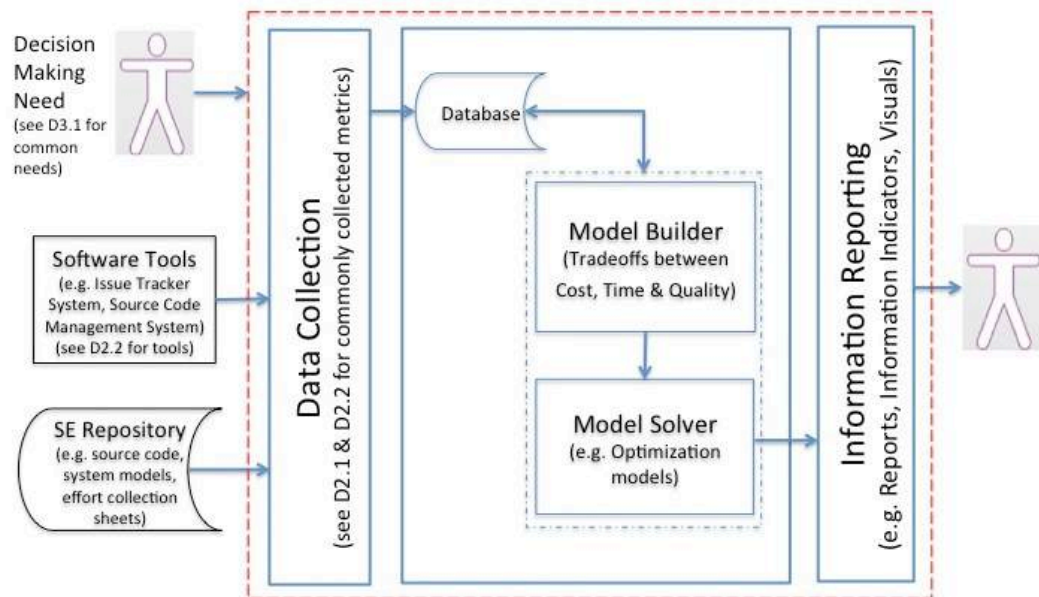 Decision
Making
Need
(see D3.1 for
common
needs)
Software Tools
(e.g. Issue Tracker
System, Source Code
Management System)
(see D2.2 for tools)
SE Repository
(e.g. source code,
system models,
effort collection
sheets)
Data Collection
(see D2.1 & D2.2 for commonly collected metrics)
Database
Model Builder
(Tradeoffs between
Cost, Time & Quality)
Model Solver
(e.g. Optimization
models)
Information Reporting
(e.g. Reports, Information Indicators, Visuals)